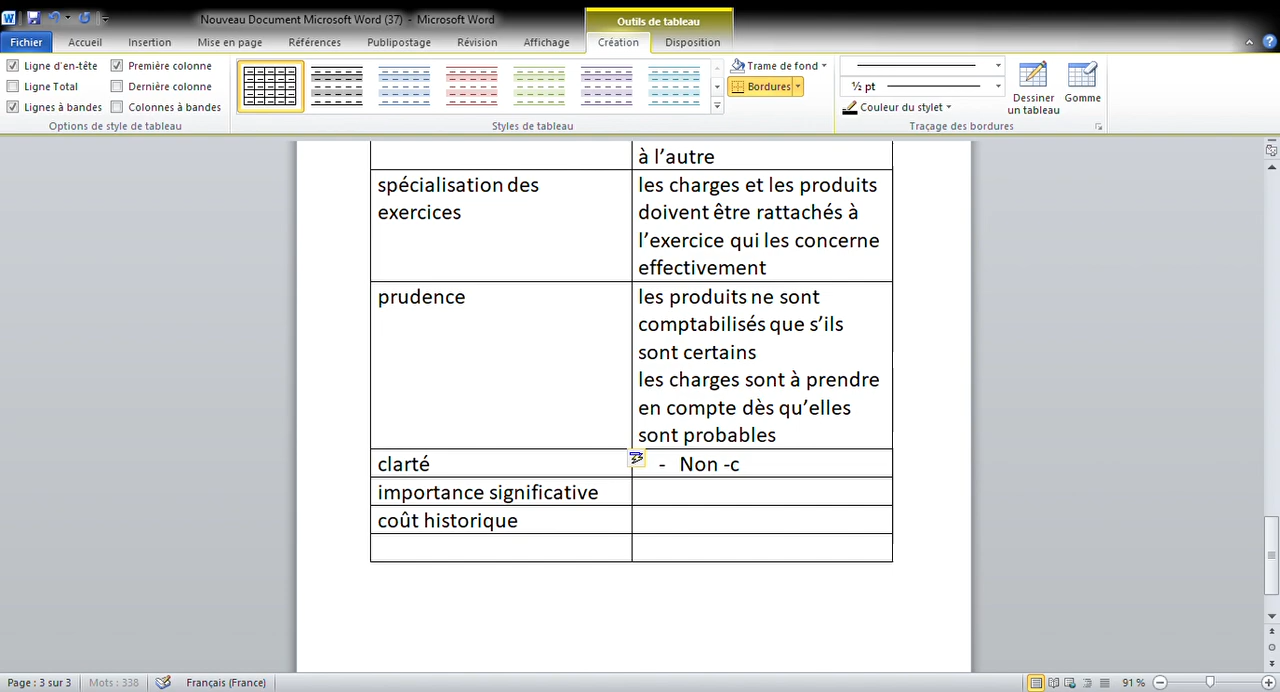 Nouveau Document Microsoft Word (37) - Microsoft Word
Outils de tableau
Fichier
Accueil
Insertion
Mise en page
Références
Publipostage
Révision
Affichage
Création
Disposition
Ligne d'en-tête
Première colonne
Ligne Total
Dernière colonne
Lignes à bandes
Colonnes à bandes
Options de style de tableau
Styles de tableau
Trame de fond
Bordures
½ pt
Couleur du stylet
Dessiner
un tableau
Gomme
Traçage des bordures
à l'autre
spécialisation des
exercices
les charges et les produits
doivent être rattachés à
l'exercice qui les concerne
effectivement
prudence
les produits ne sont
comptabilisés que s'ils
sont certains
les charges sont à prendre
en compte dès qu'elles
sont probables
clarté
- Non -c
importance significative
coût historique
Page : 3 sur 3
Mots : 338
Français (France)
91 %